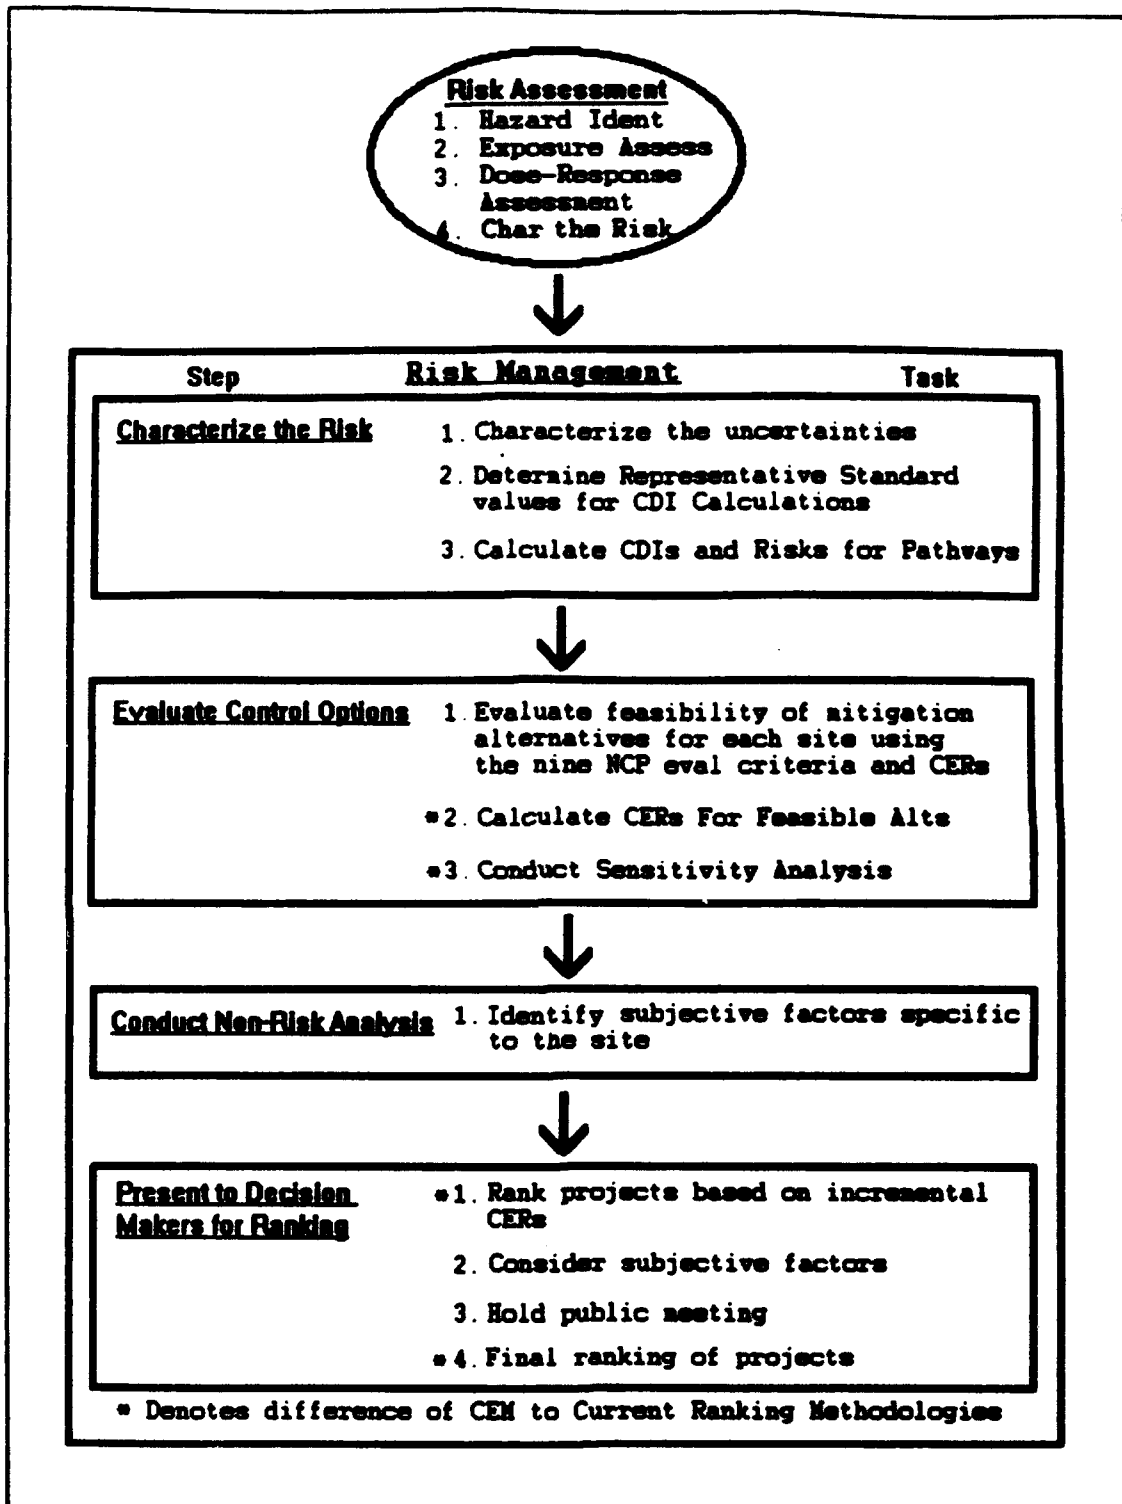 Risk Assessment
1. Hazard Ident
2. Exposure Assess
3. Dose-Response
Assessment
4. Char the Risk
Step Risk Management Task
Characterize the Risk 1. Characterize the uncertainties
2. Determine Representative Standard
values for CDI Calculations
3. Calculate CDIs and Risks for Pathways
Evaluate Control Options 1. Evaluate feasibility of mitigation
alternatives for each site using
the nine NCP eval criteria and CERs
*2. Calculate CERs For Feasible Alts
*3. Conduct Sensitivity Analysis
Conduct Non-Risk Analysis 1. Identify subjective factors specific
to the site
Present to Decision *1. Rank projects based on incremental
Makers for Ranking CERs
2. Consider subjective factors
3. Hold public meeting
*4. Final ranking of projects
* Denotes difference of CEM to Current Ranking Methodologies